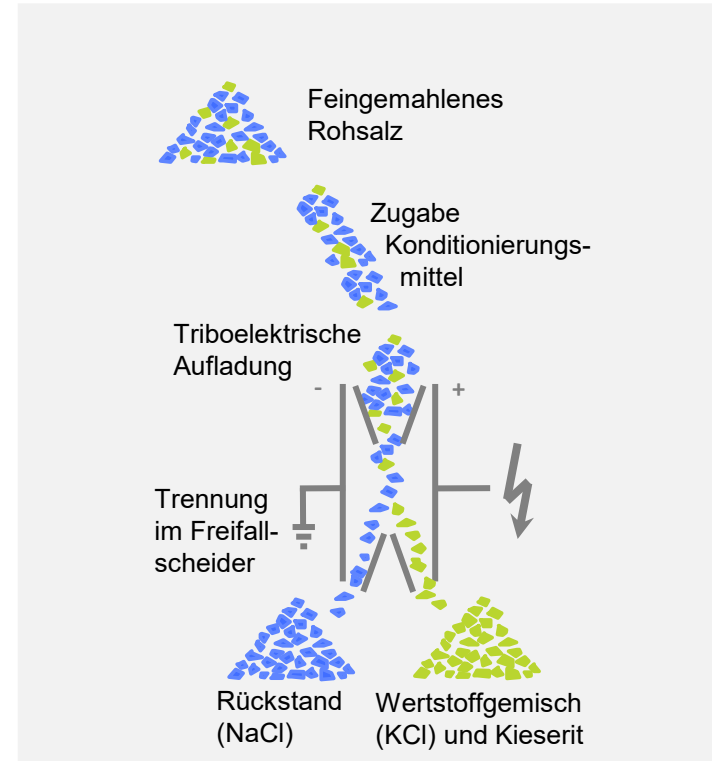 Feingemahlenes
Rohsalz
Zugabe
Konditionierungs-
mittel
Triboelektrische
Aufladung
- +
Trennung
im Freifall-
scheider
Rückstand
(NaCl)
Wertstoffgemisch
(KCl) und Kieserit